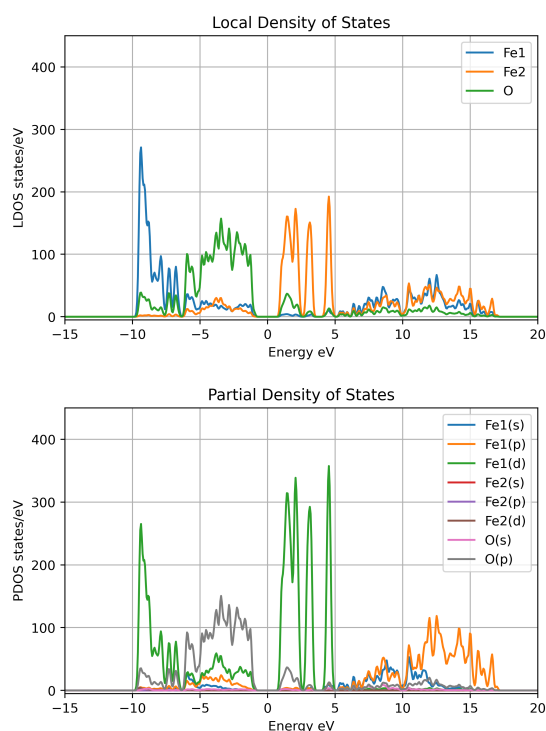 Local Density of States
400
300
200
100
0
LDOS states/eV
Fe1
Fe2
O
−15 −10 −5 0 5 10 15 20
Energy eV
Partial Density of States
400
300
200
100
0
PDOS states/eV
Fe1(s)
Fe1(p)
Fe1(d)
Fe2(s)
Fe2(p)
Fe2(d)
O(s)
O(p)
−15 −10 −5 0 5 10 15 20
Energy eV